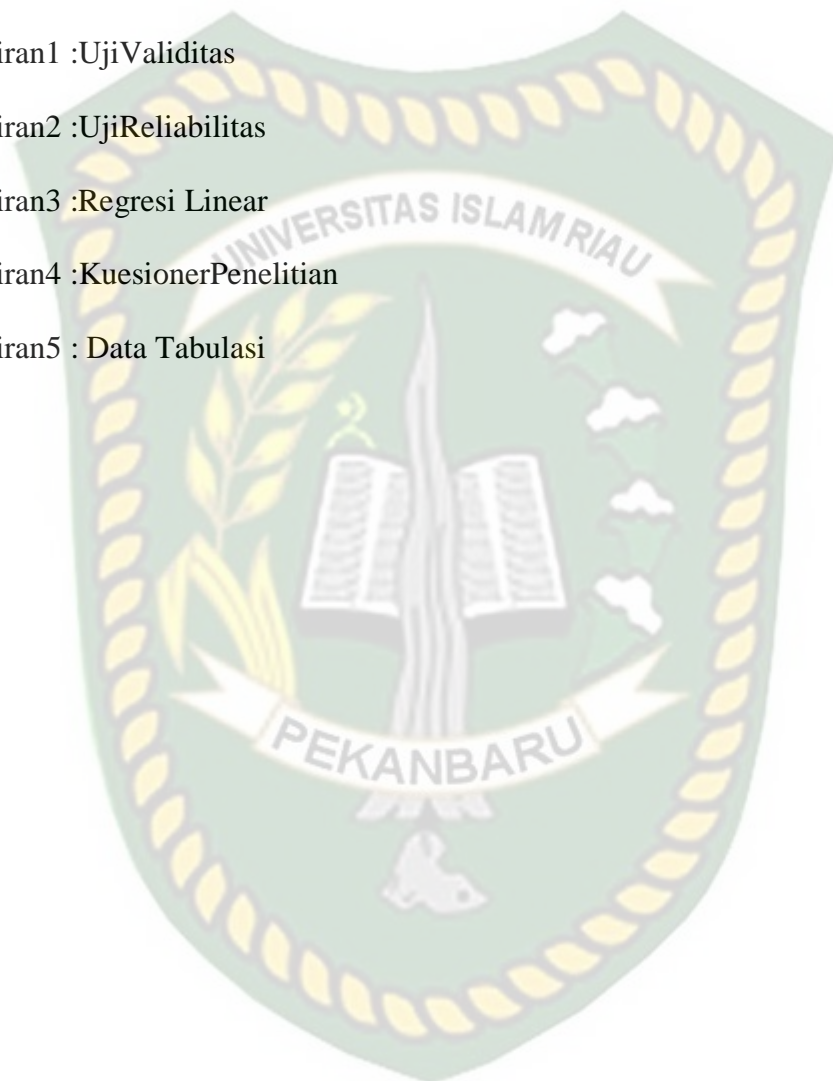 iran1 :UjiValiditas
iran2 :UjiReliabilitas
iran3 :Regresi Linear
iran4 :KuesionerPenelitian
iran5 : Data Tabulasi
UNIVERSITAS ISLAM RIAU
PEKANBARU